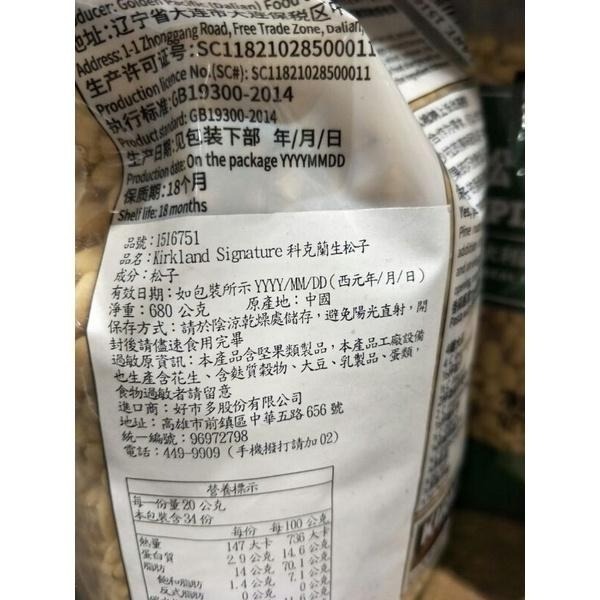 ducer: Golden Pacific (Dalian) Food
地址:辽宁省大连市大连保税区
Address: 1-1 Zhonggang Road, Free Trade Zone, Dalian
生产许可证号:SC11821028500011
Production licence No.(SC#): SC11821028500011
执行标准:GB19300-2014
Product standard: GB19300-2014
生产日期:见包装下部 年/月/日
Production date: On the package YYYYMMDD
保质期:18个月
Shelf life: 18 months
品號:1516751
品名:Kirkland Signature 科克蘭生松子
成分:松子
有效日期:如包裝所示 YYYY/MM/DD(西元年/月/日)
淨重:680 公克 原產地:中國
保存方式:請於陰涼乾燥處儲存,避免陽光直射,開
封後請儘速食用完畢
過敏原資訊:本產品含堅果類製品,本產品工廠設備
也生產含花生、含麩質穀物、大豆、乳製品、蛋類,
食物過敏者請留意
進口商:好市多股份有限公司
地址:高雄市前鎮區中華五路 656 號
統一編號:96972798
電話:449-9909 (手機撥打請加 02)
營養標示
每一份量 20 公克
本包裝含 34 份
每份 每 100 公克
熱量 147 大卡 736 大卡
蛋白質 2.9 公克 14.6 公克
脂肪 14 公克 70.1 公克
飽和脂肪 1.4 公克 7.1 公克
反式脂肪 0 公克 0 公克